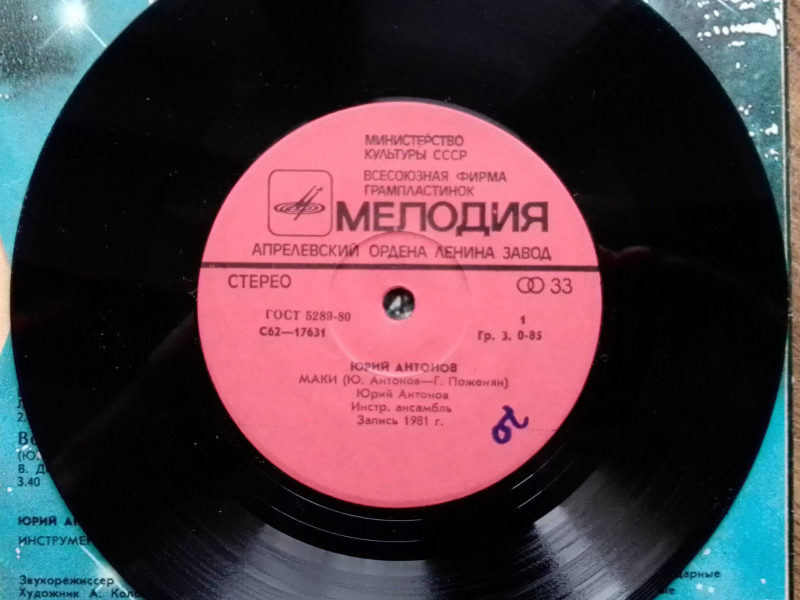 МИНИСТЕРСТВО
КУЛЬТУРЫ СССР
ВСЕСОЮЗНАЯ ФИРМА
ГРАМПЛАСТИНОК
МЕЛОДИЯ
АПРЕЛЕВСКИЙ ОРДЕНА ЛЕНИНА ЗАВОД
СТЕРЕО 33
ГОСТ 5289-80 1
С62—17631 Гр. 3. 0-85
ЮРИЙ АНТОНОВ
МАКИ (Ю. Антонов—Г. Поженян)
Юрий Антонов
Инстр. ансамбль
Запись 1981 г.
(Ю.
В.
3.40
ЮРИЙ
Звукорежиссер
Художник А.